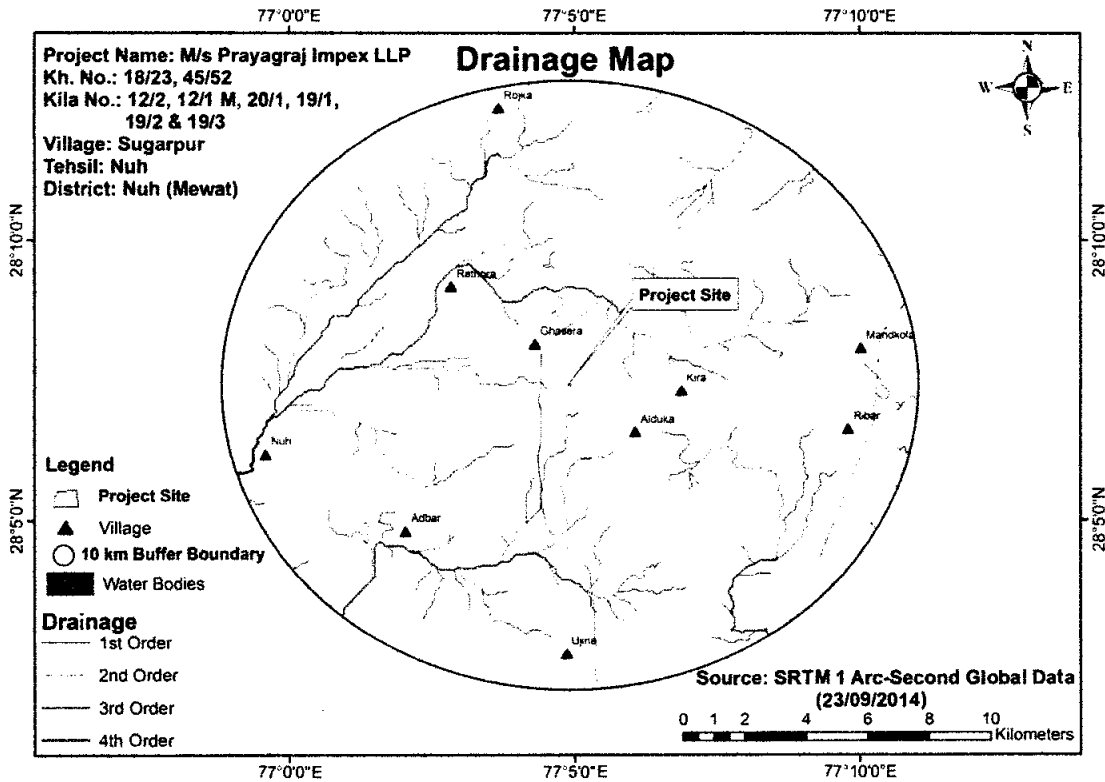 77°0'0"E 77°5'0"E 77°10'0"E
Drainage Map
Project Name: M/s Prayagraj Impex LLP
Kh. No.: 18/23, 45/52
Kila No.: 12/2, 12/1 M, 20/1, 19/1,
19/2 & 19/3
Village: Sugarpur
Tehsil: Nuh
District: Nuh (Mewat)
N
W E
S
28°10'0"N 28°10'0"N
Rojka
Rathora
Project Site
Ghasera
Mandkola
Kira
Alduka
Ribar
Nuh
Adbar
28°5'0"N 28°5'0"N
Legend
Project Site
Village
10 km Buffer Boundary
Water Bodies
Drainage
1st Order
2nd Order
3rd Order
4th Order
Source: SRTM 1 Arc-Second Global Data
(23/09/2014)
0 1 2 4 6 8 10
Kilometers
77°0'0"E 77°5'0"E 77°10'0"E